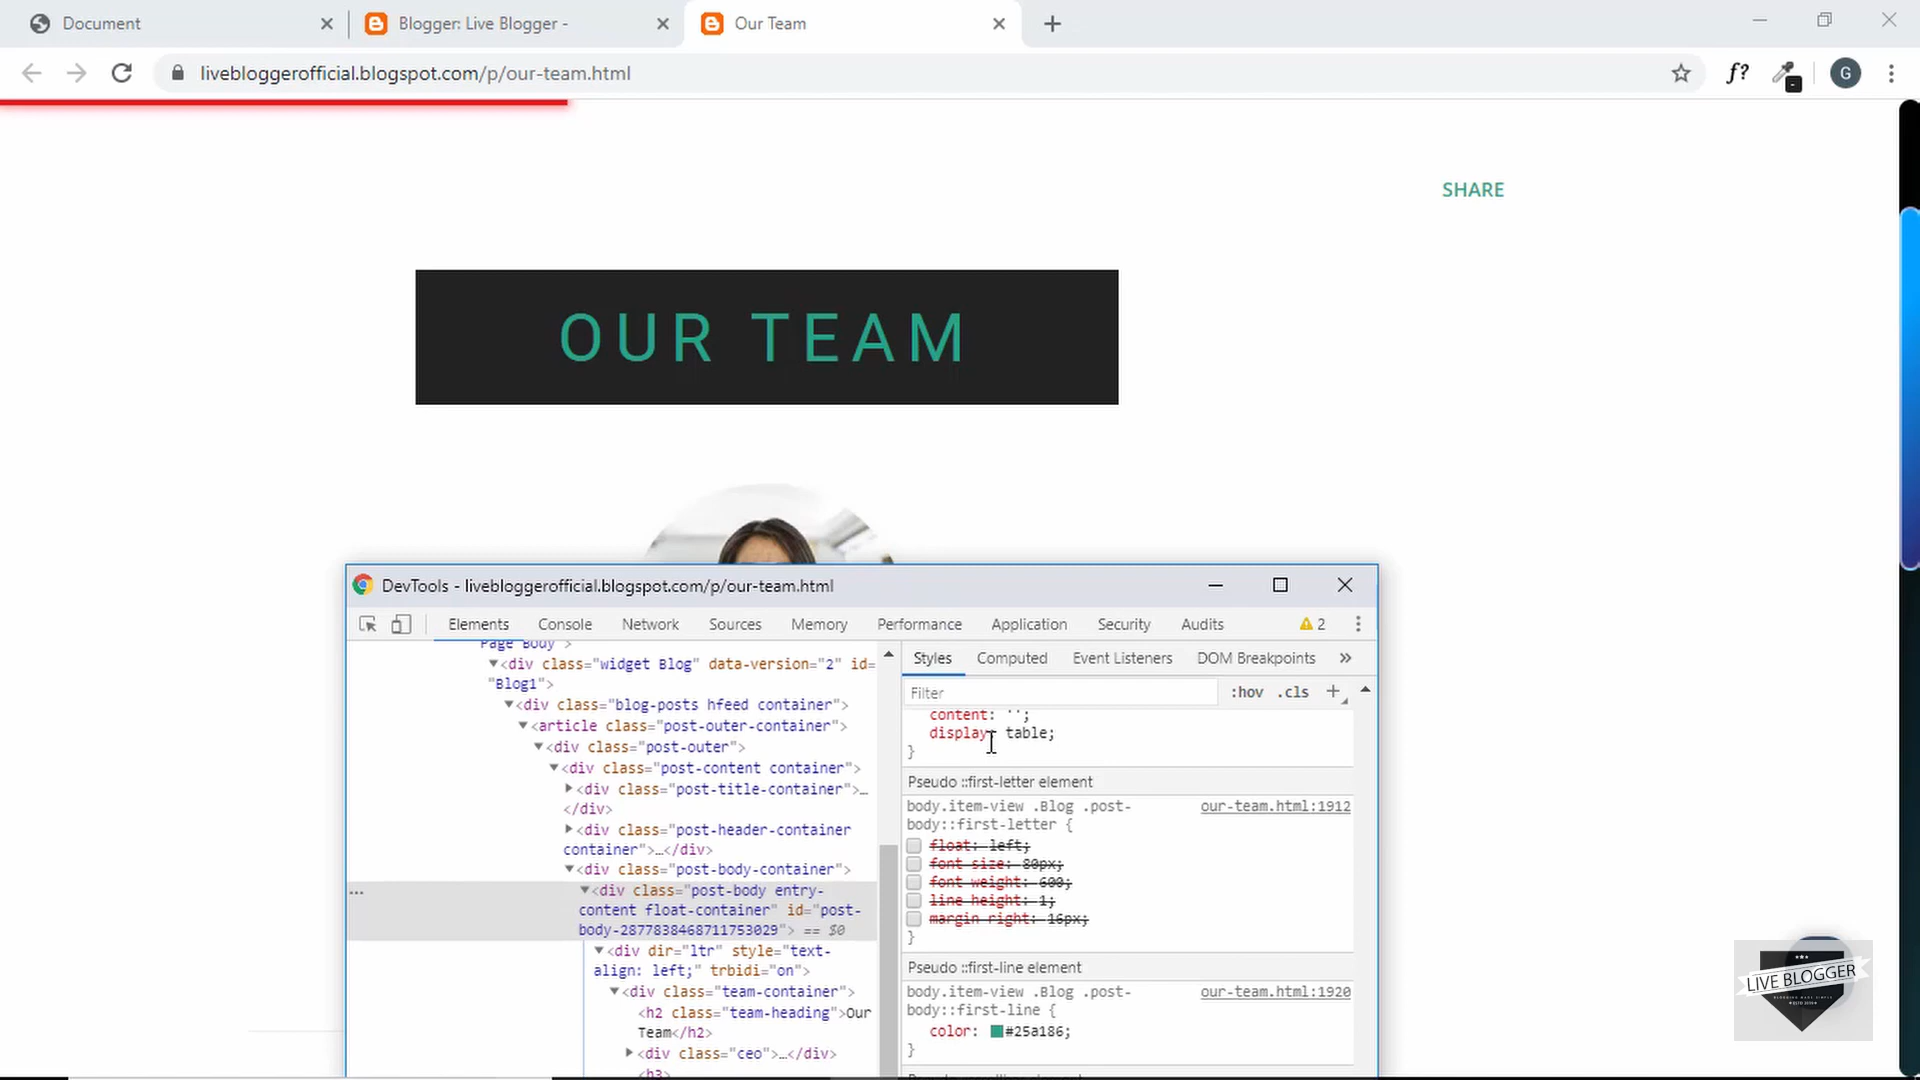 Document
Blogger: Live Blogger -
Our Team
livebloggerofficial.blogspot.com/p/our-team.html
f?
G
SHARE
OUR TEAM
DevTools - livebloggerofficial.blogspot.com/p/our-team.html
Elements Console Network Sources Memory Performance Application Security Audits 2
Page Body">
<div class="widget Blog" data-version="2" id=
"Blog1">
<div class="blog-posts hfeed container">
<article class="post-outer-container">
<div class="post-outer">
<div class="post-content container">
<div class="post-title-container">…
</div>
<div class="post-header-container
container">…</div>
<div class="post-body-container">
<div class="post-body entry-
content float-container" id="post-
body-2877838468711753029"> == $0
<div dir="ltr" style="text-
align: left;" trbidi="on">
<div class="team-container">
<h2 class="team-heading">Our
Team</h2>
<div class="ceo">…</div>
<h3>
Styles Computed Event Listeners DOM Breakpoints »
Filter :hov .cls +
content: '';
display: table;
}
Pseudo ::first-letter element
body.item-view .Blog .post- our-team.html:1912
body::first-letter {
float: left;
font-size: 80px;
font-weight: 600;
line-height: 1;
margin-right: 16px;
}
Pseudo ::first-line element
body.item-view .Blog .post- our-team.html:1920
body::first-line {
color: #25a186;
}
LIVE BLOGGER